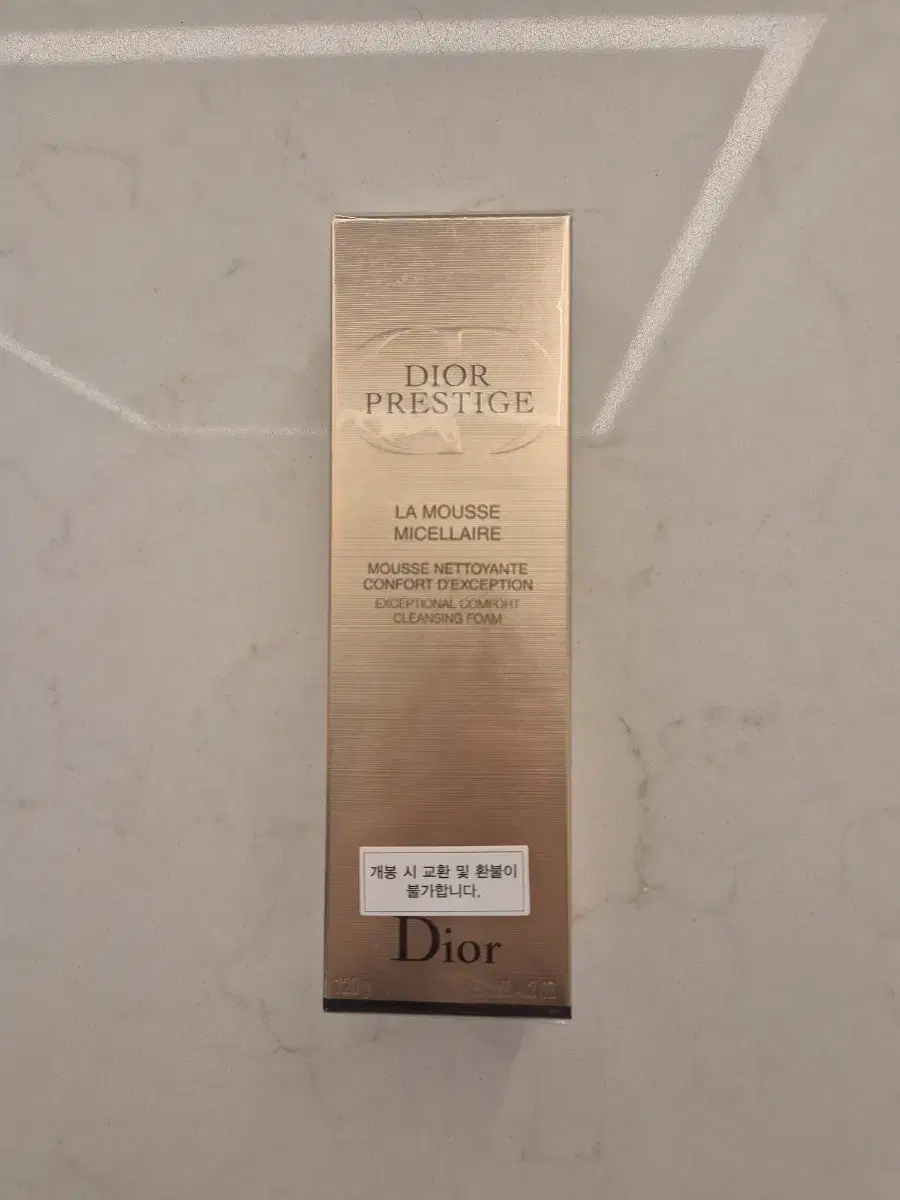 DIOR
PRESTIGE
LA MOUSSE
MICELLAIRE
MOUSSE NETTOYANTE
CONFORT D'EXCEPTION
EXCEPTIONAL COMFORT
CLEANSING FOAM
개봉 시 교환 및 환불이
불가합니다.
Dior